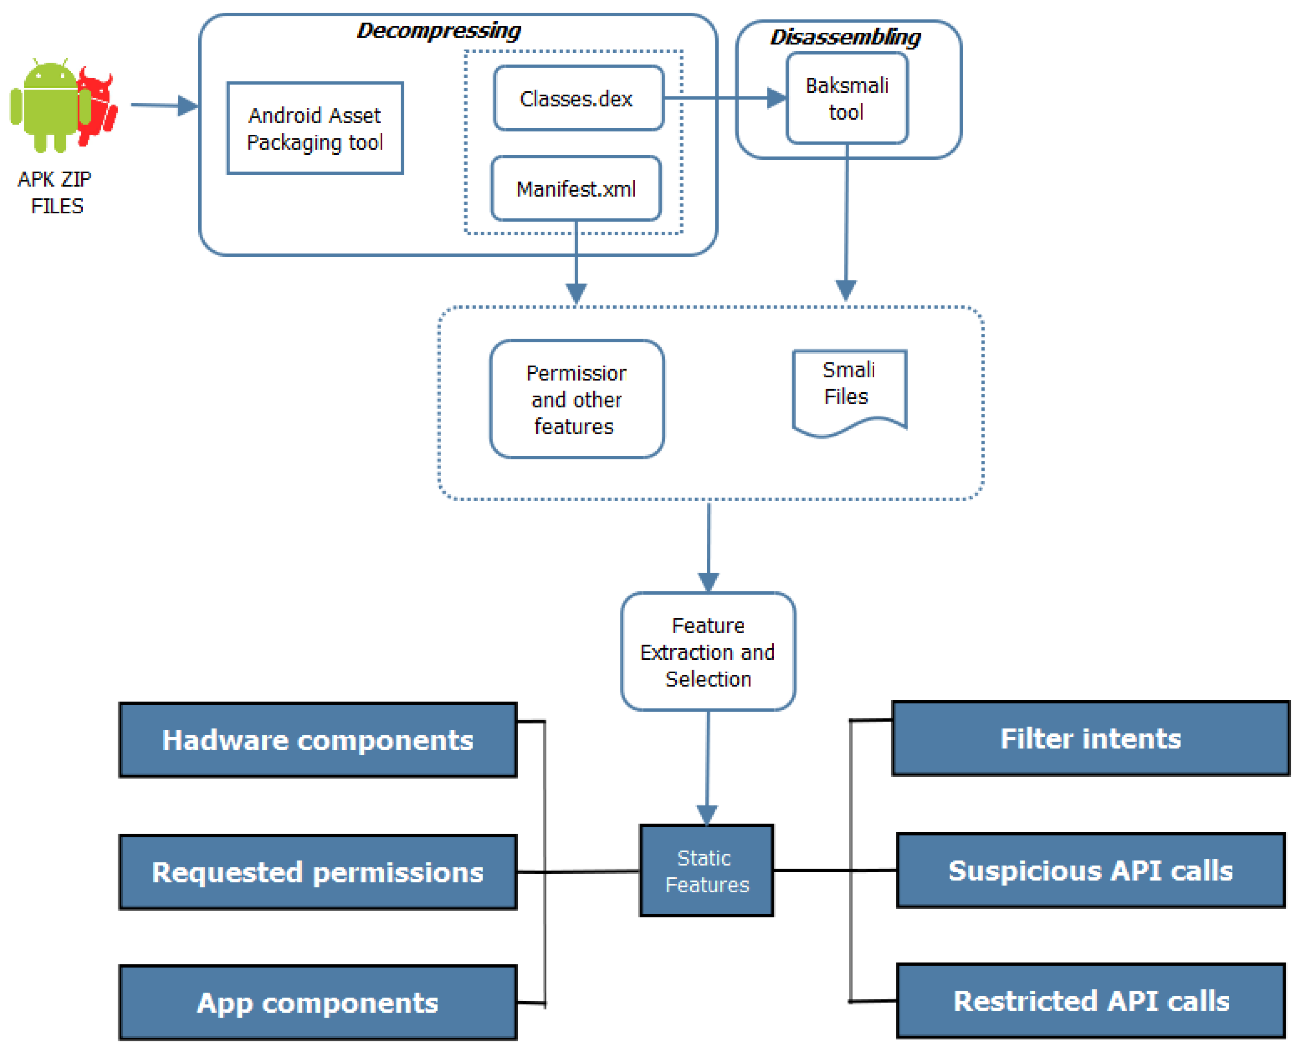 Decompressing
Disassembling
APK ZIP
FILES
Android Asset
Packaging tool
Classes.dex
Manifest.xml
Baksmali
tool
Permissior
and other
features
Smali
Files
Feature
Extraction and
Selection
Hadware components
Requested permissions
App components
Static
Features
Filter intents
Suspicious API calls
Restricted API calls